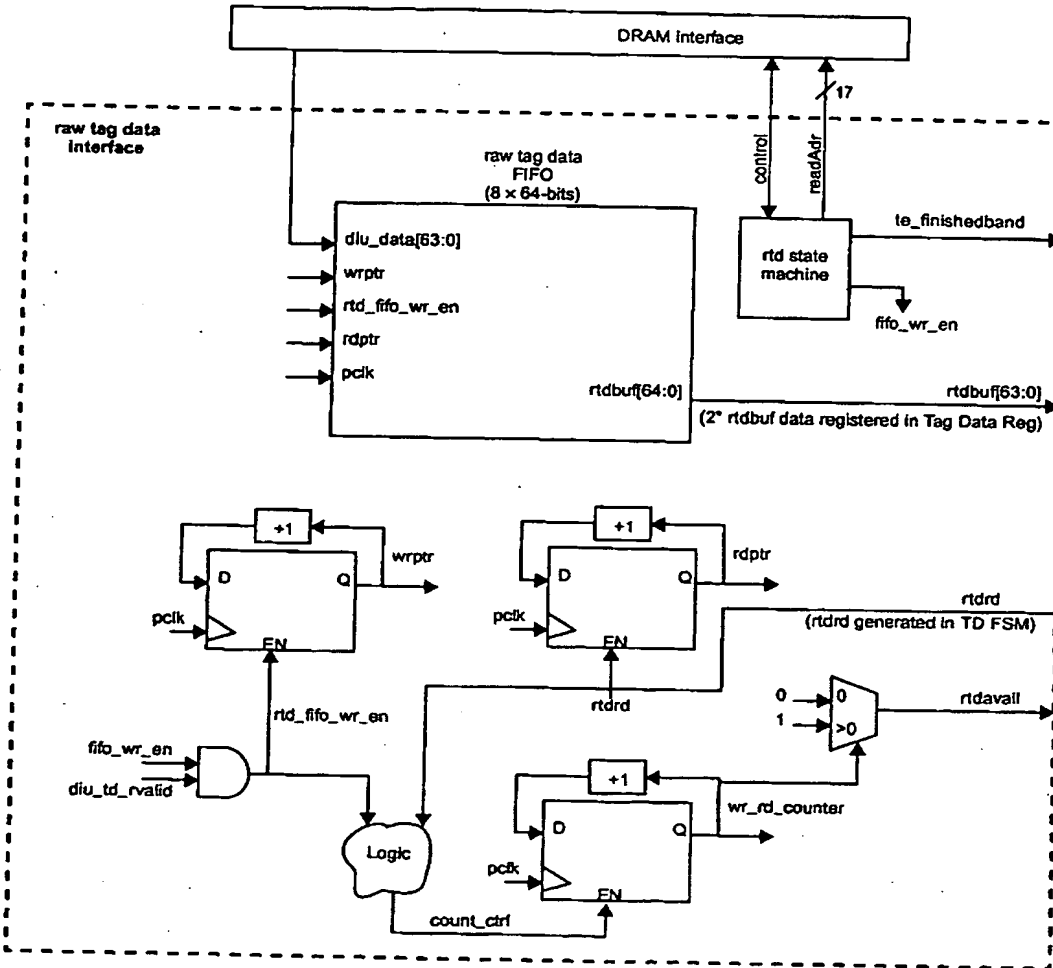 DRAM interface
17
raw tag data
interface
raw tag data
FIFO
(8 × 64-bits)
control
readAdr
diu_data[63:0]
wrptr
rtd_fifo_wr_en
rdptr
pclk
rtdbuf[64:0]
rtd state
machine
te_finishedband
fifo_wr_en
rtdbuf[63:0]
(2* rtdbuf data registered in Tag Data Reg)
+1
wrptr
D
Q
pclk
EN
+1
rdptr
D
Q
pclk
EN
rtdrd
rtdrd
(rtdrd generated in TD FSM)
rtd_fifo_wr_en
fifo_wr_en
diu_td_rvalid
0
0
1
>0
rtdavail
+1
wr_rd_counter
D
Q
pclk
EN
Logic
count_ctrl